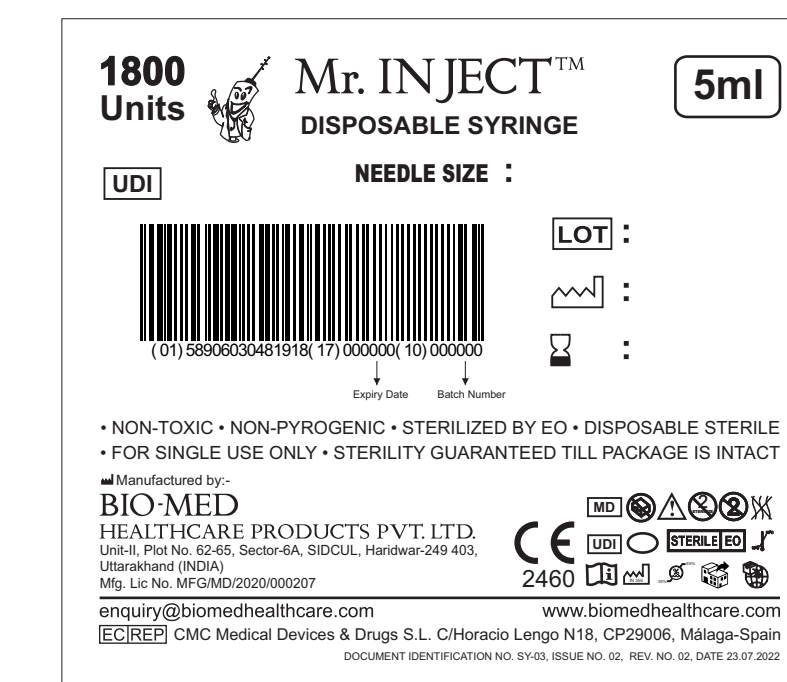 1800
Units
Mr. INJECT™
DISPOSABLE SYRINGE
5ml
UDI
NEEDLE SIZE :
LOT :
:
:
(01)58906030481918(17)000000(10)000000
Expiry Date
Batch Number
• NON-TOXIC • NON-PYROGENIC • STERILIZED BY EO • DISPOSABLE STERILE
• FOR SINGLE USE ONLY • STERILITY GUARANTEED TILL PACKAGE IS INTACT
Manufactured by:-
BIO-MED
HEALTHCARE PRODUCTS PVT. LTD.
Unit-II, Plot No. 62-65, Sector-6A, SIDCUL, Haridwar-249 403,
Uttarakhand (INDIA)
Mfg. Lic No. MFG/MD/2020/000207
CE
2460
MD
2
2
UDI
STERILE EO
enquiry@biomedhealthcare.com
www.biomedhealthcare.com
EC REP CMC Medical Devices & Drugs S.L. C/Horacio Lengo N18, CP29006, Málaga-Spain
DOCUMENT IDENTIFICATION NO. SY-03, ISSUE NO. 02, REV. NO. 02, DATE 23.07.2022